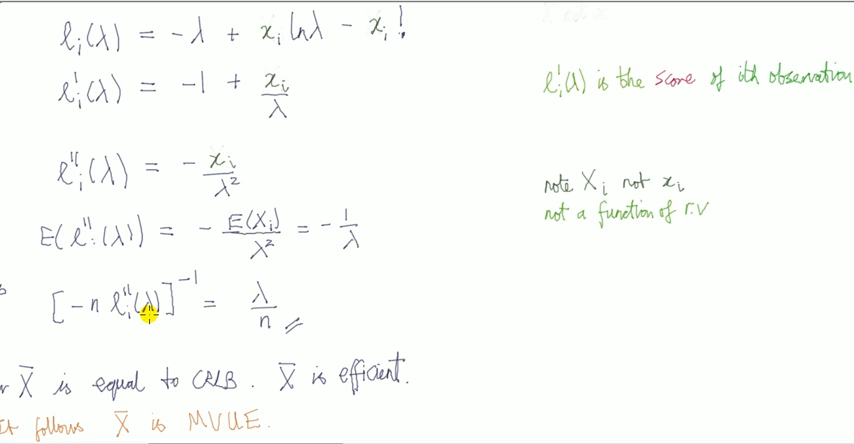 ℓᵢ(λ) = -λ + xᵢ lnλ - xᵢ!
ℓ'ᵢ(λ) = -1 + xᵢ/λ
ℓ'ᵢ(λ) is the score of ith observation
ℓ''ᵢ(λ) = - xᵢ/λ²
note Xᵢ not xᵢ
not a function of r.v
E(ℓ''ᵢ(λ)) = - E(Xᵢ)/λ² = - 1/λ
[-n ℓ''ᵢ(λ)]⁻¹ = λ/n
X̄ is equal to CRLB. X̄ is efficient.
It follows X̄ is MVUE.